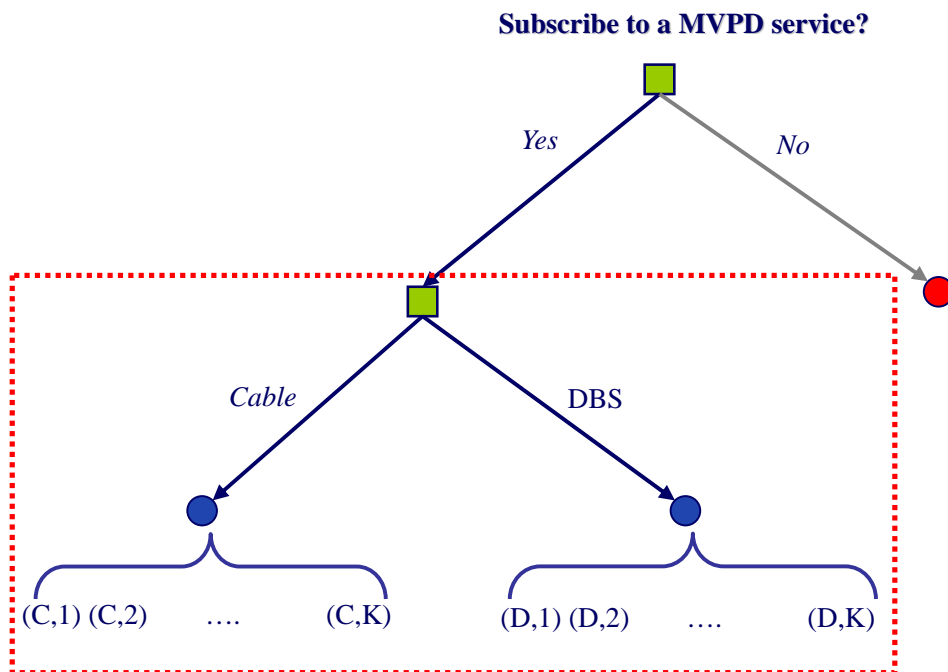 Subscribe to a MVPD service?
Yes
No
Cable
DBS
(C,1) (C,2) …. (C,K) (D,1) (D,2) …. (D,K)